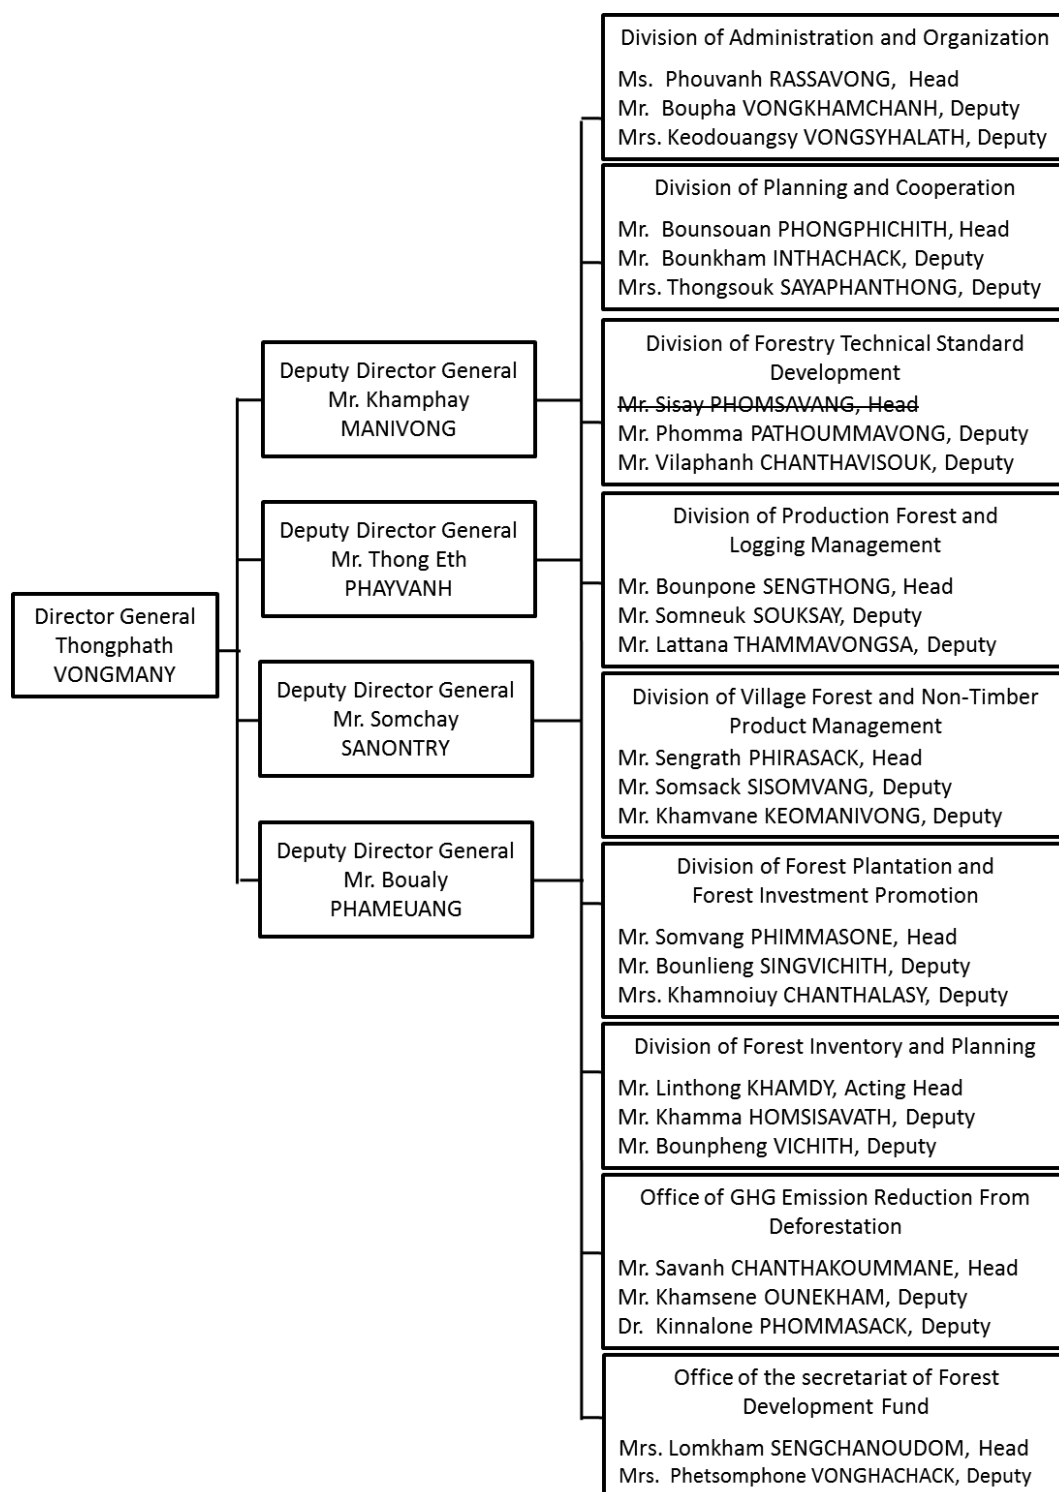 Director General
Thongphath
VONGMANY
Deputy Director General
Mr. Khamphay
MANIVONG
Deputy Director General
Mr. Thong Eth
PHAYVANH
Deputy Director General
Mr. Somchay
SANONTRY
Deputy Director General
Mr. Boualy
PHAMEUANG
Division of Administration and Organization
Ms. Phouvanh RASSAVONG, Head
Mr. Boupha VONGKHAMCHANH, Deputy
Mrs. Keodouangsy VONGSYHALATH, Deputy
Division of Planning and Cooperation
Mr. Bounsouan PHONGPHICHITH, Head
Mr. Bounkham INTHACHACK, Deputy
Mrs. Thongsouk SAYAPHANTHONG, Deputy
Division of Forestry Technical Standard
Development
Mr. Sisay PHOMSAVANG, Head
Mr. Phomma PATHOUMMAVONG, Deputy
Mr. Vilaphanh CHANTHAVISOUK, Deputy
Division of Production Forest and
Logging Management
Mr. Bounpone SENGTHONG, Head
Mr. Somneuk SOUKSAY, Deputy
Mr. Lattana THAMMAVONGSA, Deputy
Division of Village Forest and Non-Timber
Product Management
Mr. Sengrath PHIRASACK, Head
Mr. Somsack SISOMVANG, Deputy
Mr. Khamvane KEOMANIVONG, Deputy
Division of Forest Plantation and
Forest Investment Promotion
Mr. Somvang PHIMMASONE, Head
Mr. Bounlieng SINGVICHITH, Deputy
Mrs. Khamnoiuy CHANTHALASY, Deputy
Division of Forest Inventory and Planning
Mr. Linthong KHAMDY, Acting Head
Mr. Khamma HOMSISAVATH, Deputy
Mr. Bounpheng VICHITH, Deputy
Office of GHG Emission Reduction From
Deforestation
Mr. Savanh CHANTHAKOUMMANE, Head
Mr. Khamsene OUNEKHAM, Deputy
Dr. Kinnalone PHOMMASACK, Deputy
Office of the secretariat of Forest
Development Fund
Mrs. Lomkham SENGCHANOUDOM, Head
Mrs. Phetsomphone VONGHACHACK, Deputy